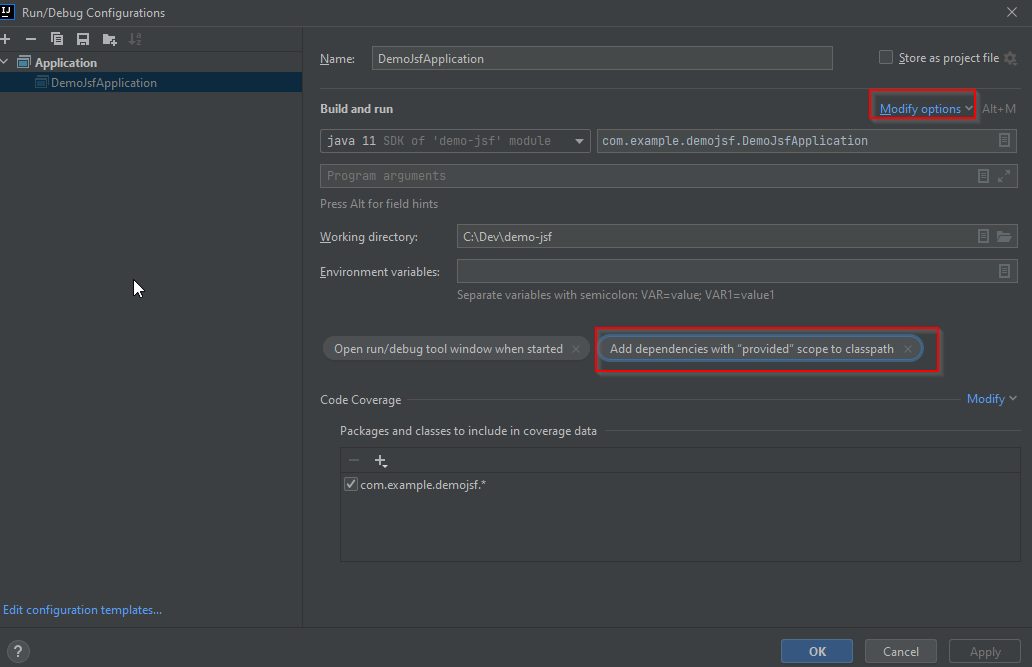 IJ
Run/Debug Configurations
Application
DemoJsfApplication
Name:
DemoJsfApplication
Store as project file
Build and run
Modify options
Alt+M
java 11 SDK of 'demo-jsf' module
com.example.demojsf.DemoJsfApplication
Program arguments
Press Alt for field hints
Working directory:
C:\Dev\demo-jsf
Environment variables:
Separate variables with semicolon: VAR=value; VAR1=value1
Open run/debug tool window when started
Add dependencies with “provided” scope to classpath
Code Coverage
Modify
Packages and classes to include in coverage data
com.example.demojsf.*
Edit configuration templates...
?
OK
Cancel
Apply